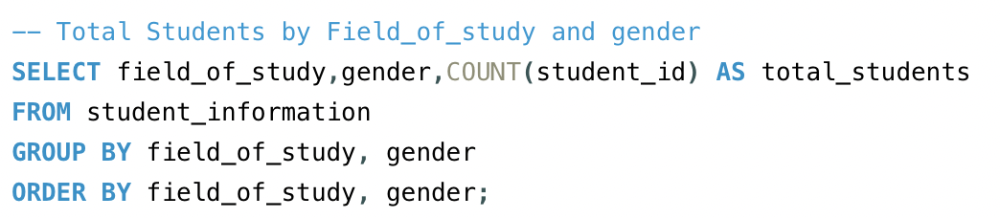 -- Total Students by Field_of_study and gender
SELECT field_of_study,gender,COUNT(student_id) AS total_students
FROM student_information
GROUP BY field_of_study, gender
ORDER BY field_of_study, gender;